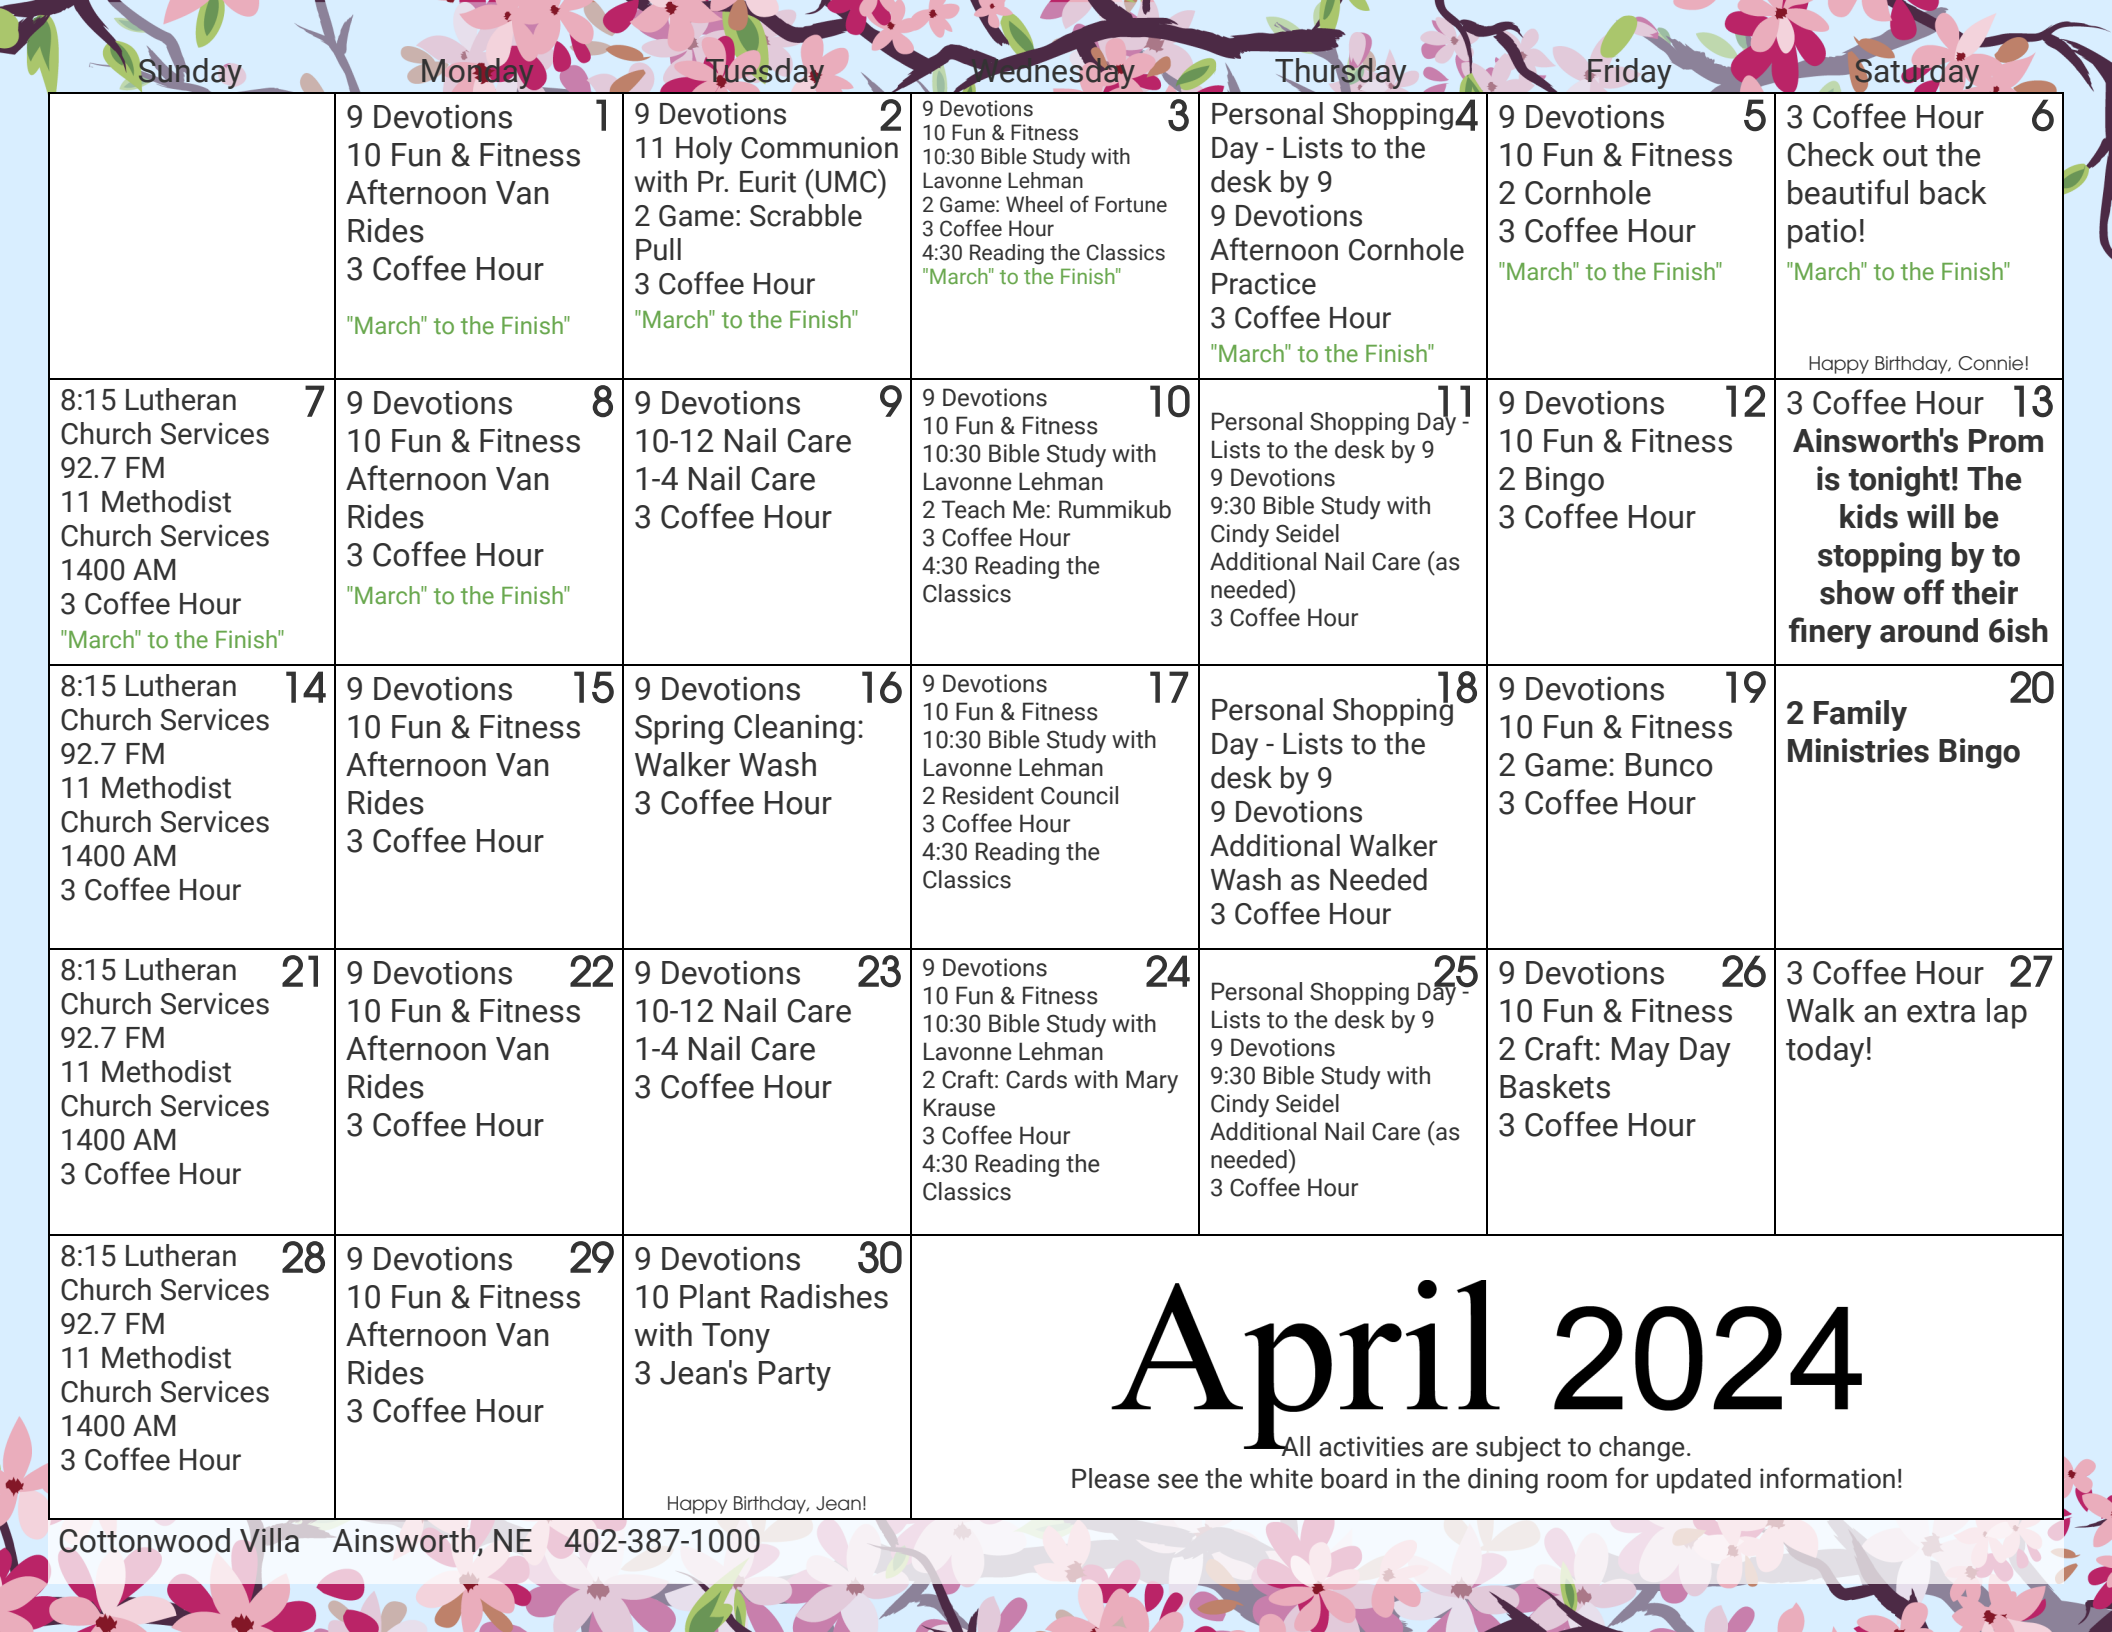 Sunday Monday Tuesday Wednesday Thursday Friday Saturday
1
9 Devotions
10 Fun & Fitness
Afternoon Van
Rides
3 Coffee Hour
"March" to the Finish"
2
9 Devotions
11 Holy Communion
with Pr. Eurit (UMC)
2 Game: Scrabble
Pull
3 Coffee Hour
"March" to the Finish"
3
9 Devotions
10 Fun & Fitness
10:30 Bible Study with
Lavonne Lehman
2 Game: Wheel of Fortune
3 Coffee Hour
4:30 Reading the Classics
"March" to the Finish"
4
Personal Shopping
Day - Lists to the
desk by 9
9 Devotions
Afternoon Cornhole
Practice
3 Coffee Hour
"March" to the Finish"
5
9 Devotions
10 Fun & Fitness
2 Cornhole
3 Coffee Hour
"March" to the Finish"
6
3 Coffee Hour
Check out the
beautiful back
patio!
"March" to the Finish"
Happy Birthday, Connie!
7
8:15 Lutheran
Church Services
92.7 FM
11 Methodist
Church Services
1400 AM
3 Coffee Hour
"March" to the Finish"
8
9 Devotions
10 Fun & Fitness
Afternoon Van
Rides
3 Coffee Hour
"March" to the Finish"
9
9 Devotions
10-12 Nail Care
1-4 Nail Care
3 Coffee Hour
10
9 Devotions
10 Fun & Fitness
10:30 Bible Study with
Lavonne Lehman
2 Teach Me: Rummikub
3 Coffee Hour
4:30 Reading the
Classics
11
Personal Shopping Day -
Lists to the desk by 9
9 Devotions
9:30 Bible Study with
Cindy Seidel
Additional Nail Care (as
needed)
3 Coffee Hour
12
9 Devotions
10 Fun & Fitness
2 Bingo
3 Coffee Hour
13
3 Coffee Hour
Ainsworth's Prom
is tonight! The
kids will be
stopping by to
show off their
finery around 6ish
14
8:15 Lutheran
Church Services
92.7 FM
11 Methodist
Church Services
1400 AM
3 Coffee Hour
15
9 Devotions
10 Fun & Fitness
Afternoon Van
Rides
3 Coffee Hour
16
9 Devotions
Spring Cleaning:
Walker Wash
3 Coffee Hour
17
9 Devotions
10 Fun & Fitness
10:30 Bible Study with
Lavonne Lehman
2 Resident Council
3 Coffee Hour
4:30 Reading the
Classics
18
Personal Shopping
Day - Lists to the
desk by 9
9 Devotions
Additional Walker
Wash as Needed
3 Coffee Hour
19
9 Devotions
10 Fun & Fitness
2 Game: Bunco
3 Coffee Hour
20
2 Family
Ministries Bingo
21
8:15 Lutheran
Church Services
92.7 FM
11 Methodist
Church Services
1400 AM
3 Coffee Hour
22
9 Devotions
10 Fun & Fitness
Afternoon Van
Rides
3 Coffee Hour
23
9 Devotions
10-12 Nail Care
1-4 Nail Care
3 Coffee Hour
24
9 Devotions
10 Fun & Fitness
10:30 Bible Study with
Lavonne Lehman
2 Craft: Cards with Mary
Krause
3 Coffee Hour
4:30 Reading the
Classics
25
Personal Shopping Day -
Lists to the desk by 9
9 Devotions
9:30 Bible Study with
Cindy Seidel
Additional Nail Care (as
needed)
3 Coffee Hour
26
9 Devotions
10 Fun & Fitness
2 Craft: May Day
Baskets
3 Coffee Hour
27
3 Coffee Hour
Walk an extra lap
today!
28
8:15 Lutheran
Church Services
92.7 FM
11 Methodist
Church Services
1400 AM
3 Coffee Hour
29
9 Devotions
10 Fun & Fitness
Afternoon Van
Rides
3 Coffee Hour
30
9 Devotions
10 Plant Radishes
with Tony
3 Jean's Party
Happy Birthday, Jean!
April 2024
All activities are subject to change.
Please see the white board in the dining room for updated information!
Cottonwood Villa Ainsworth, NE 402-387-1000